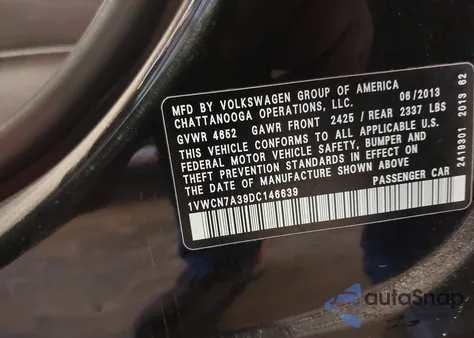 MFD BY VOLKSWAGEN GROUP OF AMERICA
CHATTANOOGA OPERATIONS, LLC. 06/2013
GVWR 4652 GAWR FRONT 2425 / REAR 2337 LBS
THIS VEHICLE CONFORMS TO ALL APPLICABLE U.S.
FEDERAL MOTOR VEHICLE SAFETY, BUMPER AND
THEFT PREVENTION STANDARDS IN EFFECT ON THE
DATE OF MANUFACTURE SHOWN ABOVE.
1VWCN7A39DC146639 PASSENGER CAR
2419301 2013 62
autoSnap